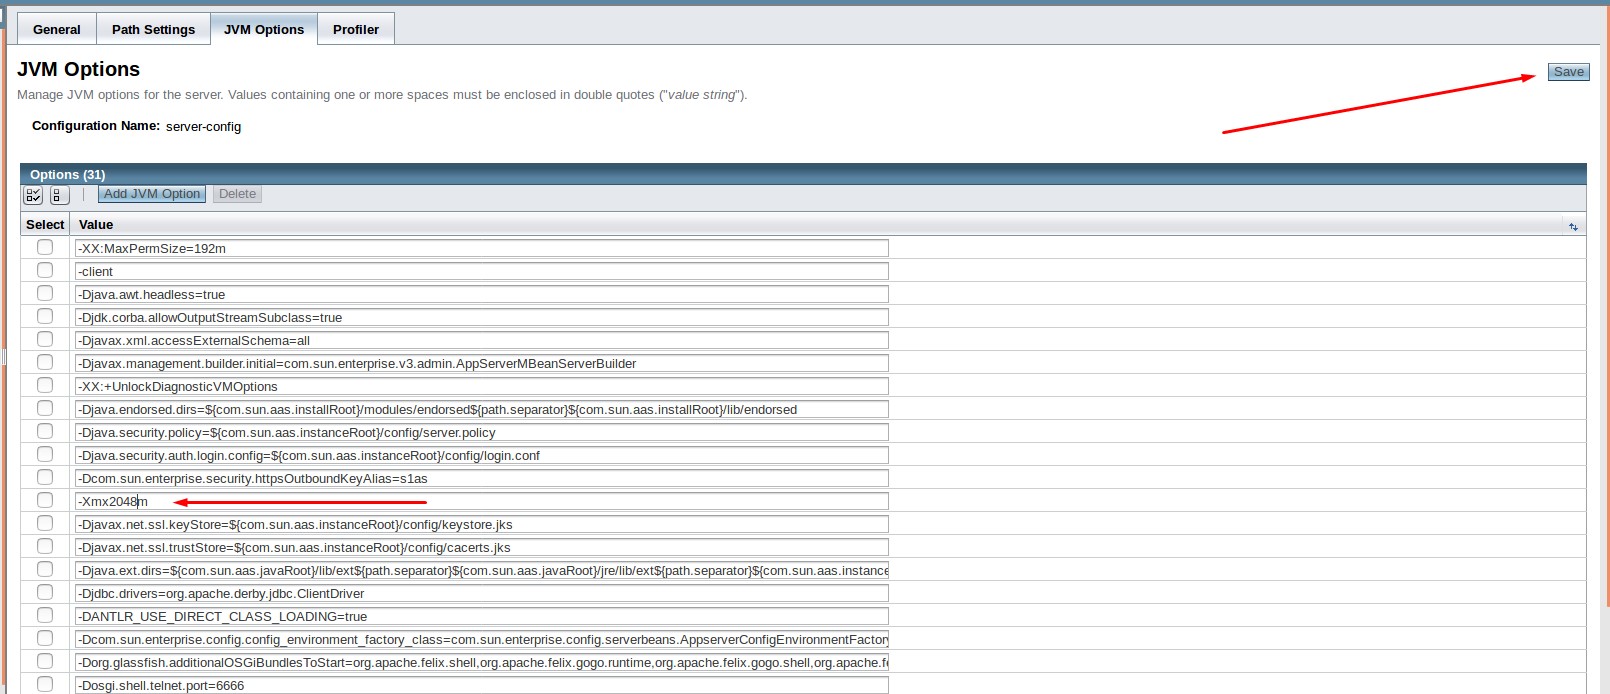 General Path Settings JVM Options Profiler
JVM Options
Save
Manage JVM options for the server. Values containing one or more spaces must be enclosed in double quotes ("value string").
Configuration Name: server-config
Options (31)
Add JVM Option Delete
Select Value
-XX:MaxPermSize=192m
-client
-Djava.awt.headless=true
-Djdk.corba.allowOutputStreamSubclass=true
-Djavax.xml.accessExternalSchema=all
-Djavax.management.builder.initial=com.sun.enterprise.v3.admin.AppServerMBeanServerBuilder
-XX:+UnlockDiagnosticVMOptions
-Djava.endorsed.dirs=${com.sun.aas.installRoot}/modules/endorsed${path.separator}${com.sun.aas.installRoot}/lib/endorsed
-Djava.security.policy=${com.sun.aas.instanceRoot}/config/server.policy
-Djava.security.auth.login.config=${com.sun.aas.instanceRoot}/config/login.conf
-Dcom.sun.enterprise.security.httpsOutboundKeyAlias=s1as
-Xmx2048m
-Djavax.net.ssl.keyStore=${com.sun.aas.instanceRoot}/config/keystore.jks
-Djavax.net.ssl.trustStore=${com.sun.aas.instanceRoot}/config/cacerts.jks
-Djava.ext.dirs=${com.sun.aas.javaRoot}/lib/ext${path.separator}${com.sun.aas.javaRoot}/jre/lib/ext${path.separator}${com.sun.aas.instance
-Djdbc.drivers=org.apache.derby.jdbc.ClientDriver
-DANTLR_USE_DIRECT_CLASS_LOADING=true
-Dcom.sun.enterprise.config.config_environment_factory_class=com.sun.enterprise.config.serverbeans.AppserverConfigEnvironmentFactory
-Dorg.glassfish.additionalOSGiBundlesToStart=org.apache.felix.shell,org.apache.felix.gogo.runtime,org.apache.felix.gogo.shell,org.apache.fe
-Dosgi.shell.telnet.port=6666